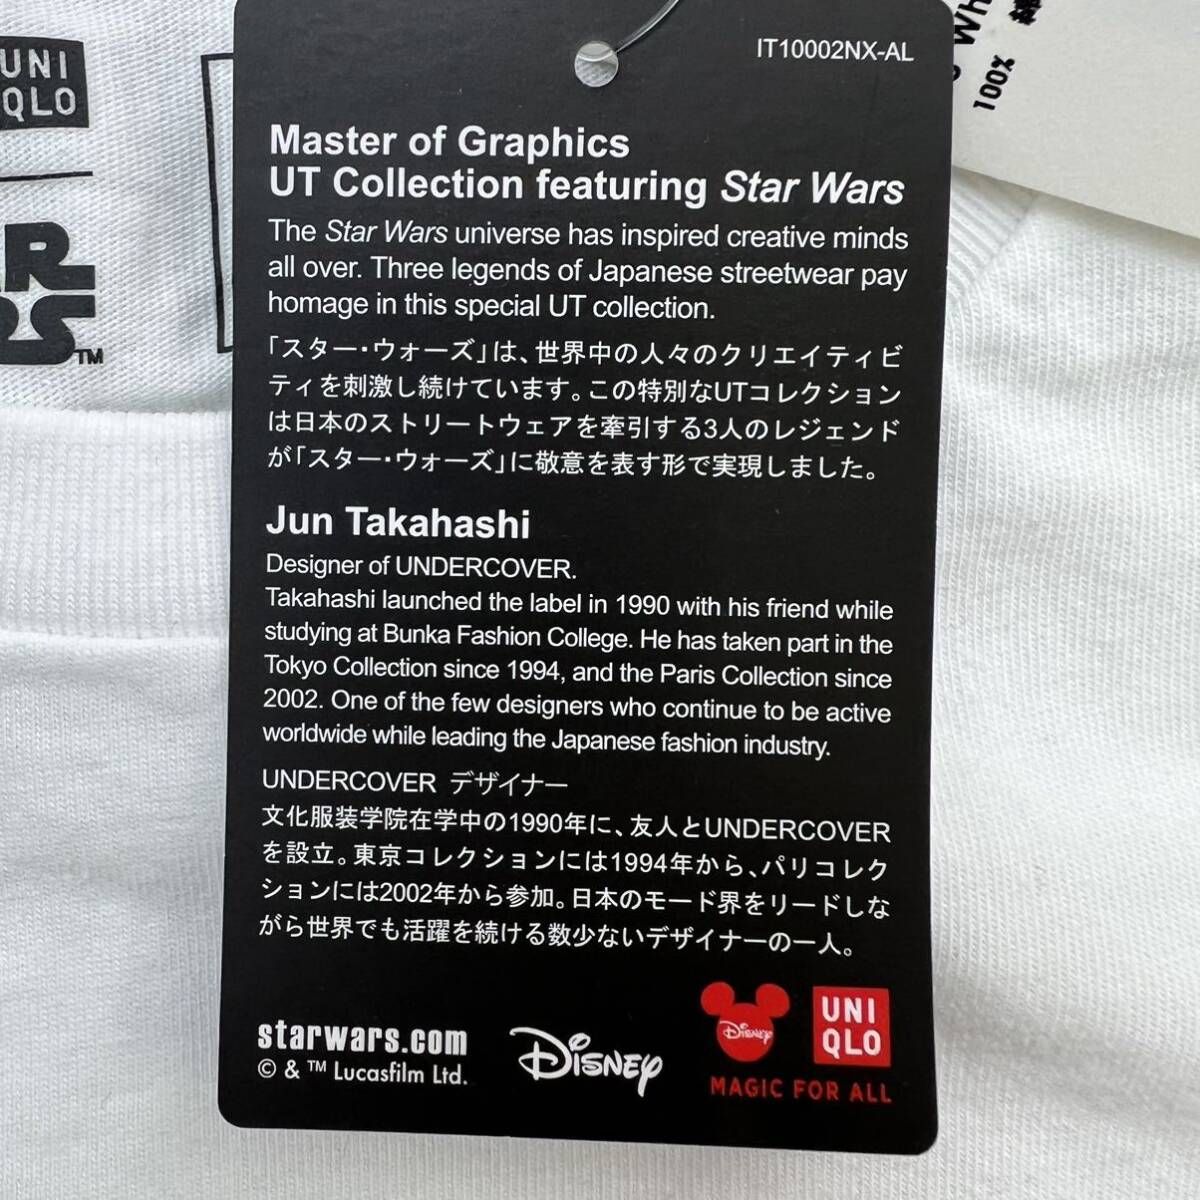 UNI
QLO
IT10002NX-AL
100%
Master of Graphics
UT Collection featuring Star Wars
The Star Wars universe has inspired creative minds
all over. Three legends of Japanese streetwear pay
homage in this special UT collection.
「スター・ウォーズ」は、世界中の人々のクリエイティビ
ティを刺激し続けています。この特別なUTコレクション
は日本のストリートウェアを牽引する3人のレジェンド
が「スター・ウォーズ」に敬意を表す形で実現しました。
Jun Takahashi
Designer of UNDERCOVER.
Takahashi launched the label in 1990 with his friend while
studying at Bunka Fashion College. He has taken part in the
Tokyo Collection since 1994, and the Paris Collection since
2002. One of the few designers who continue to be active
worldwide while leading the Japanese fashion industry.
UNDERCOVER デザイナー
文化服装学院在学中の1990年に、友人とUNDERCOVER
を設立。東京コレクションには1994年から、パリコレク
ションには2002年から参加。日本のモード界をリードしな
がら世界でも活躍を続ける数少ないデザイナーの一人。
starwars.com
© & ™ Lucasfilm Ltd.
Disney
Disney
UNI
QLO
MAGIC FOR ALL